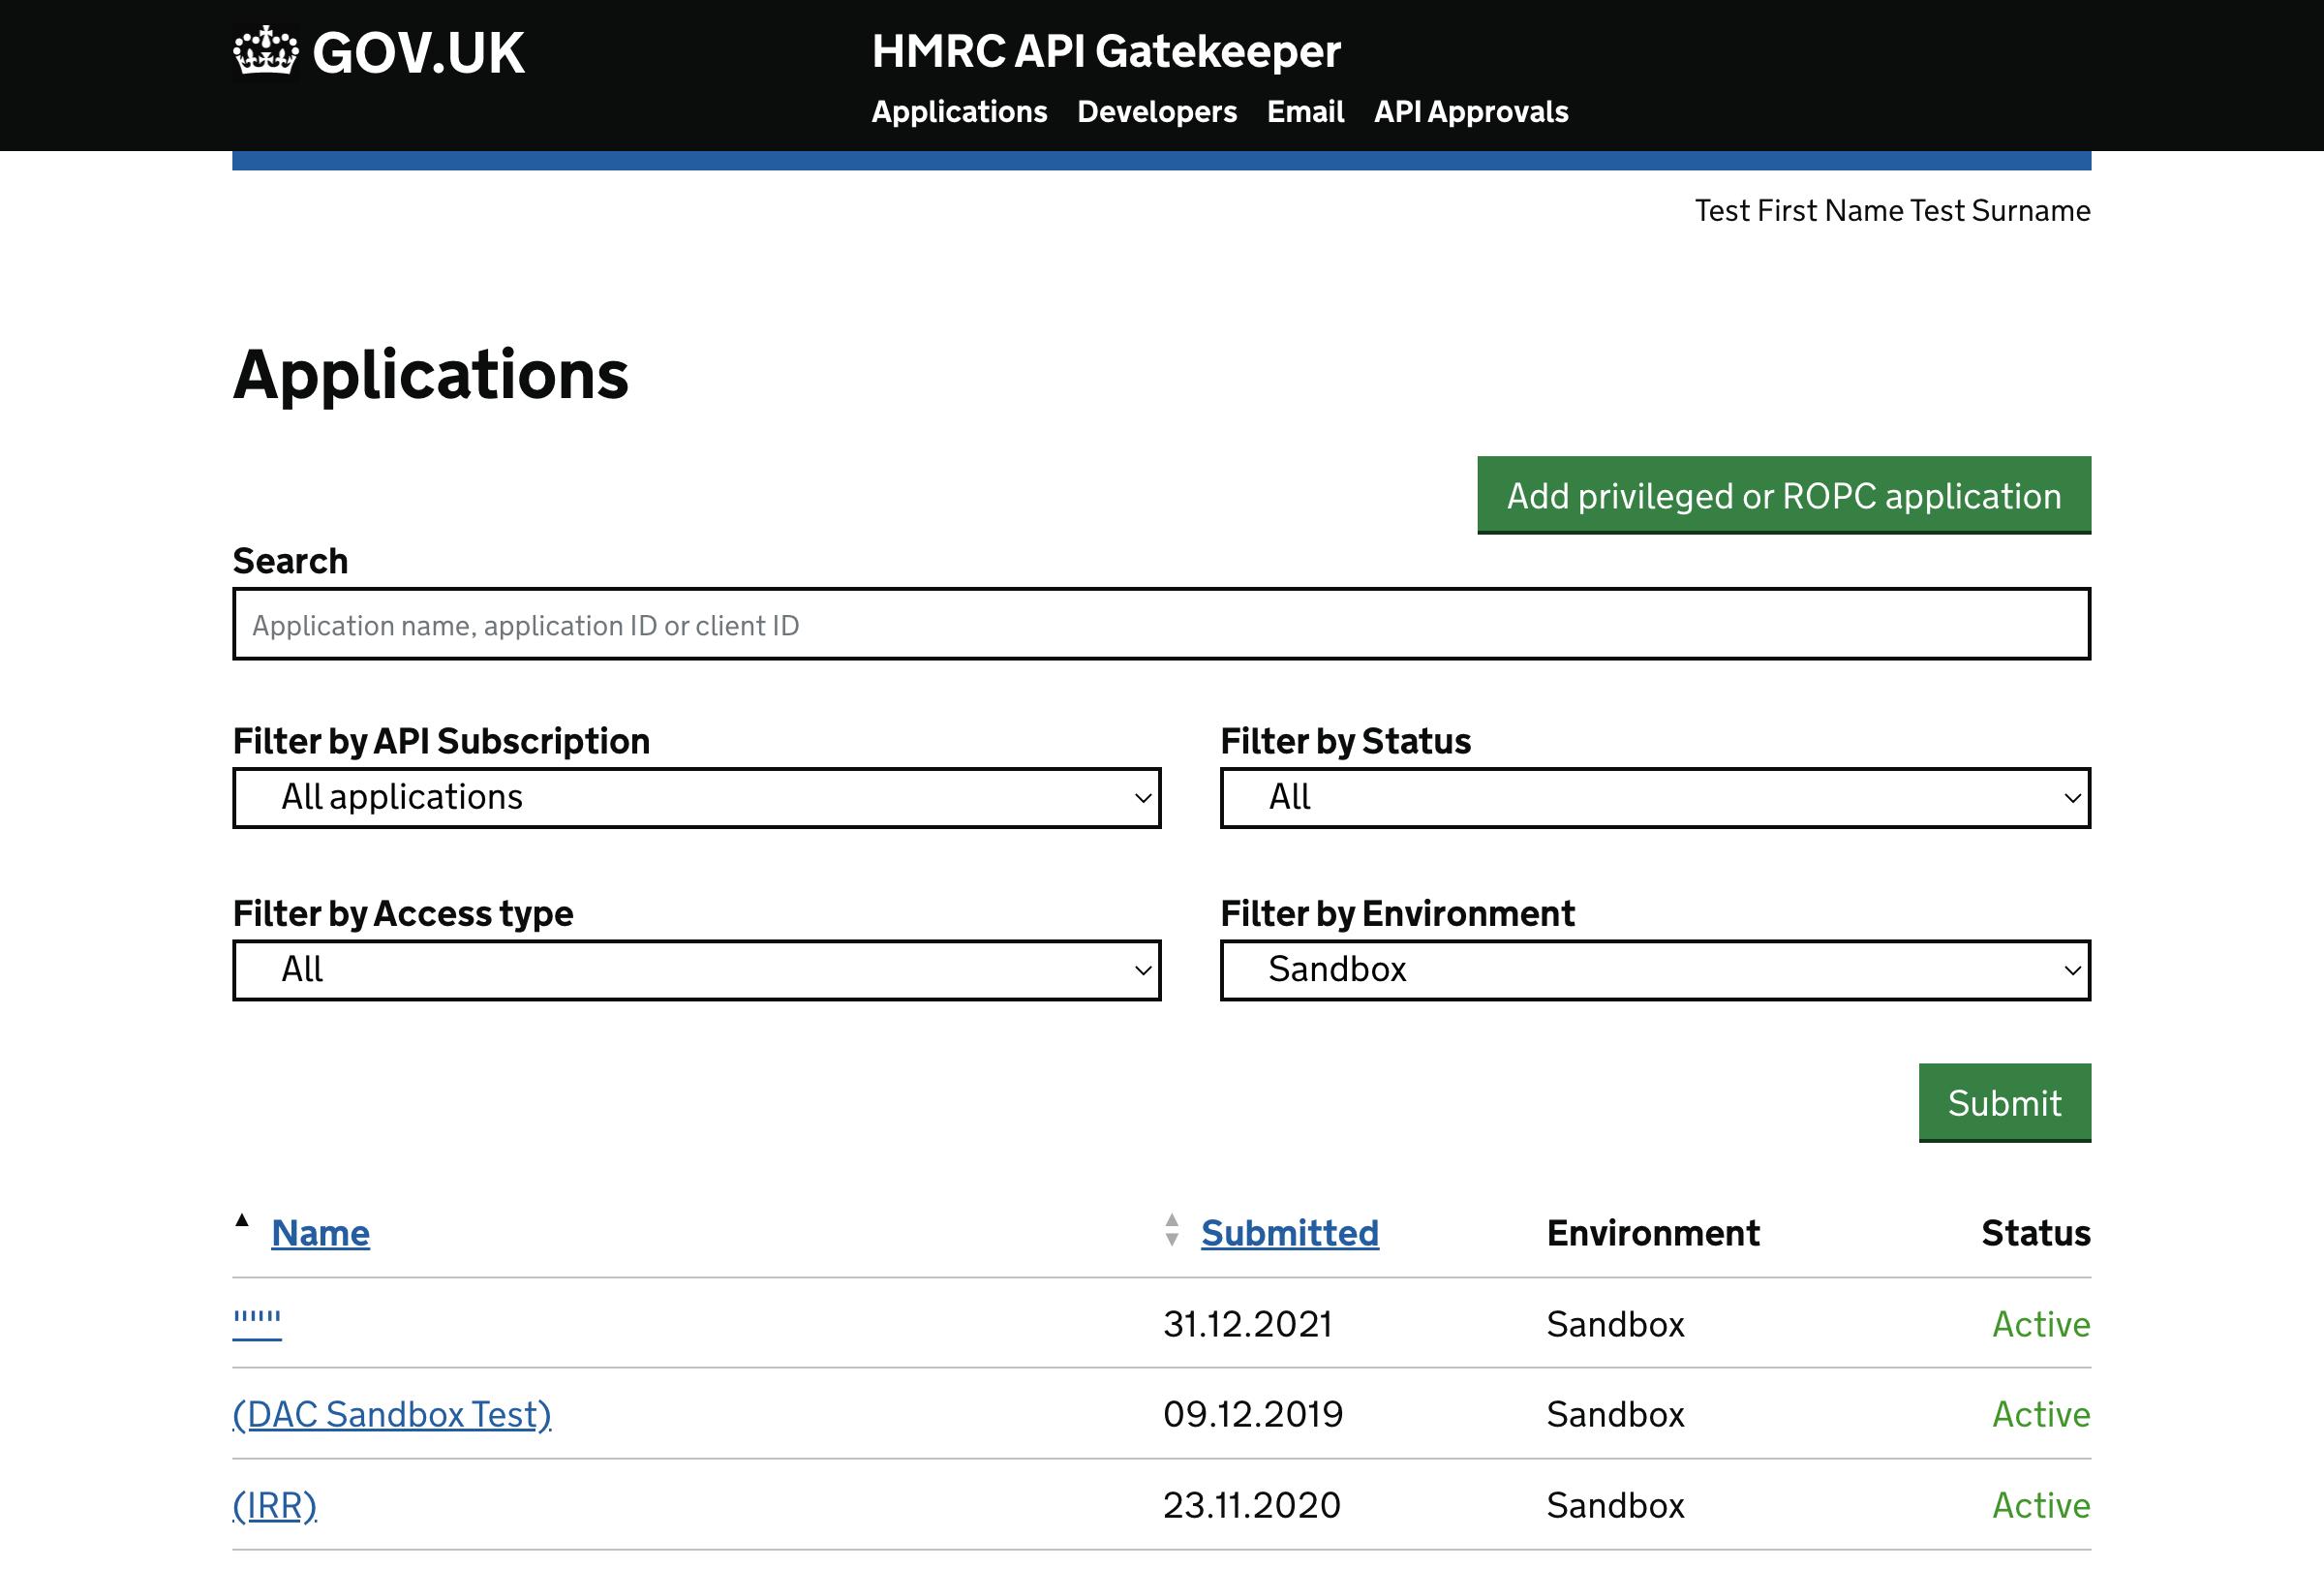 GOV.UK
HMRC API Gatekeeper
Applications Developers Email API Approvals
Test First Name Test Surname
Applications
Add privileged or ROPC application
Search
Application name, application ID or client ID
Filter by API Subscription
All applications
Filter by Status
All
Filter by Access type
All
Filter by Environment
Sandbox
Submit
Name Submitted Environment Status
"""""" 31.12.2021 Sandbox Active
(DAC Sandbox Test) 09.12.2019 Sandbox Active
(IRR) 23.11.2020 Sandbox Active